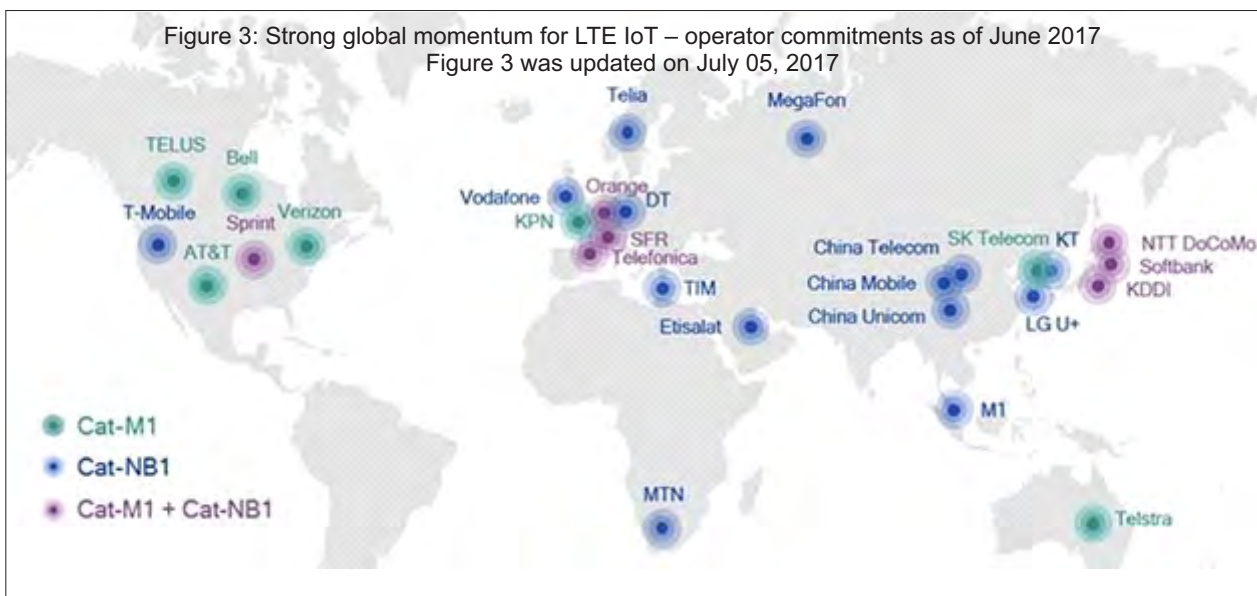 Figure 3: Strong global momentum for LTE IoT – operator commitments as of June 2017
Figure 3 was updated on July 05, 2017
Telia
MegaFon
TELUS
Bell
Vodafone
Orange
DT
T-Mobile
Sprint
Verizon
KPN
AT&T
SFR
Telefonica
China Telecom
SK Telecom
KT
NTT DoCoMo
Softbank
China Mobile
KDDI
TIM
China Unicom
Etisalat
LG U+
M1
Cat-M1
Cat-NB1
Cat-M1 + Cat-NB1
MTN
Telstra